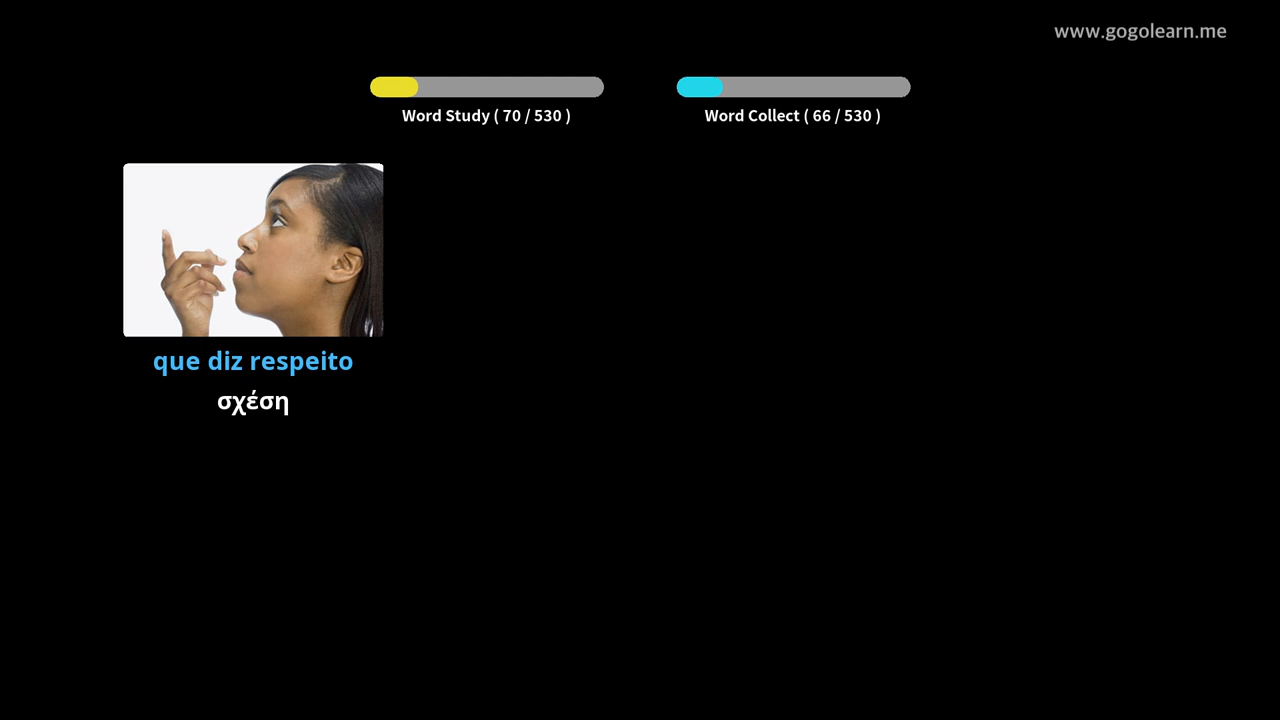 www.gogolearn.me
Word Study ( 70 / 530 )
Word Collect ( 66 / 530 )
que diz respeito
σχέση